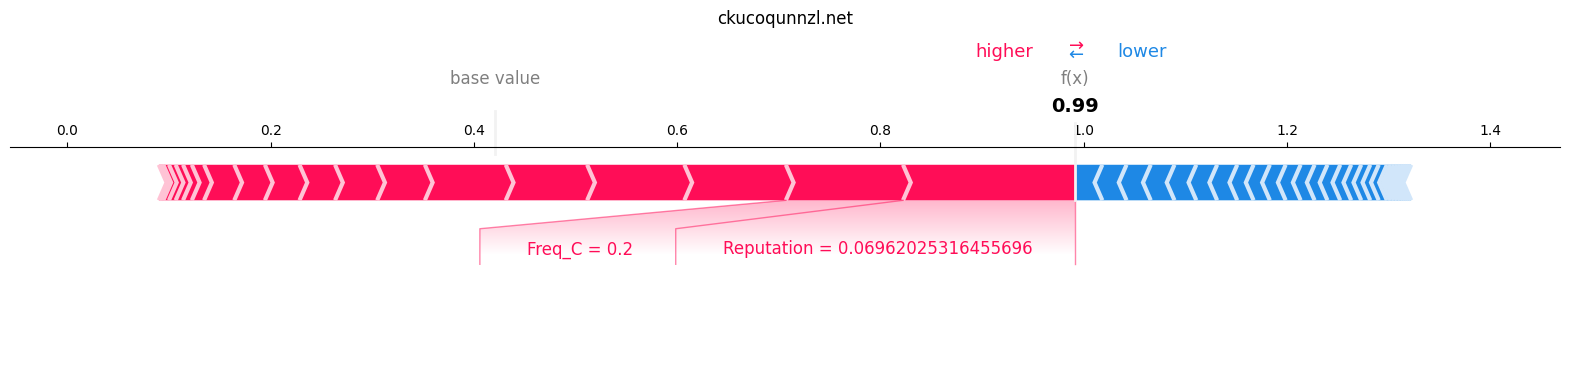 ckucoqunnzl.net
higher → ← lower
base value f(x)
0.99
0.0 0.2 0.4 0.6 0.8 1.0 1.2 1.4
Freq_C = 0.2 Reputation = 0.06962025316455696